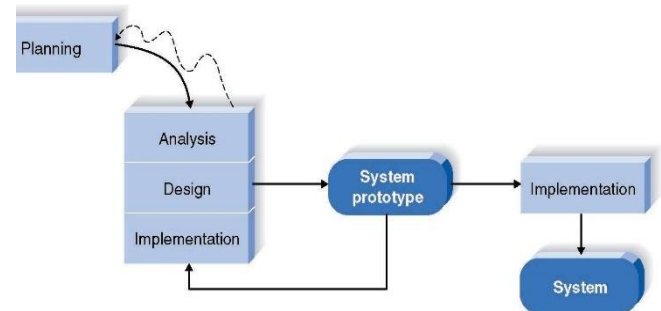 Planning
Analysis
Design
Implementation
System
prototype
Implementation
System